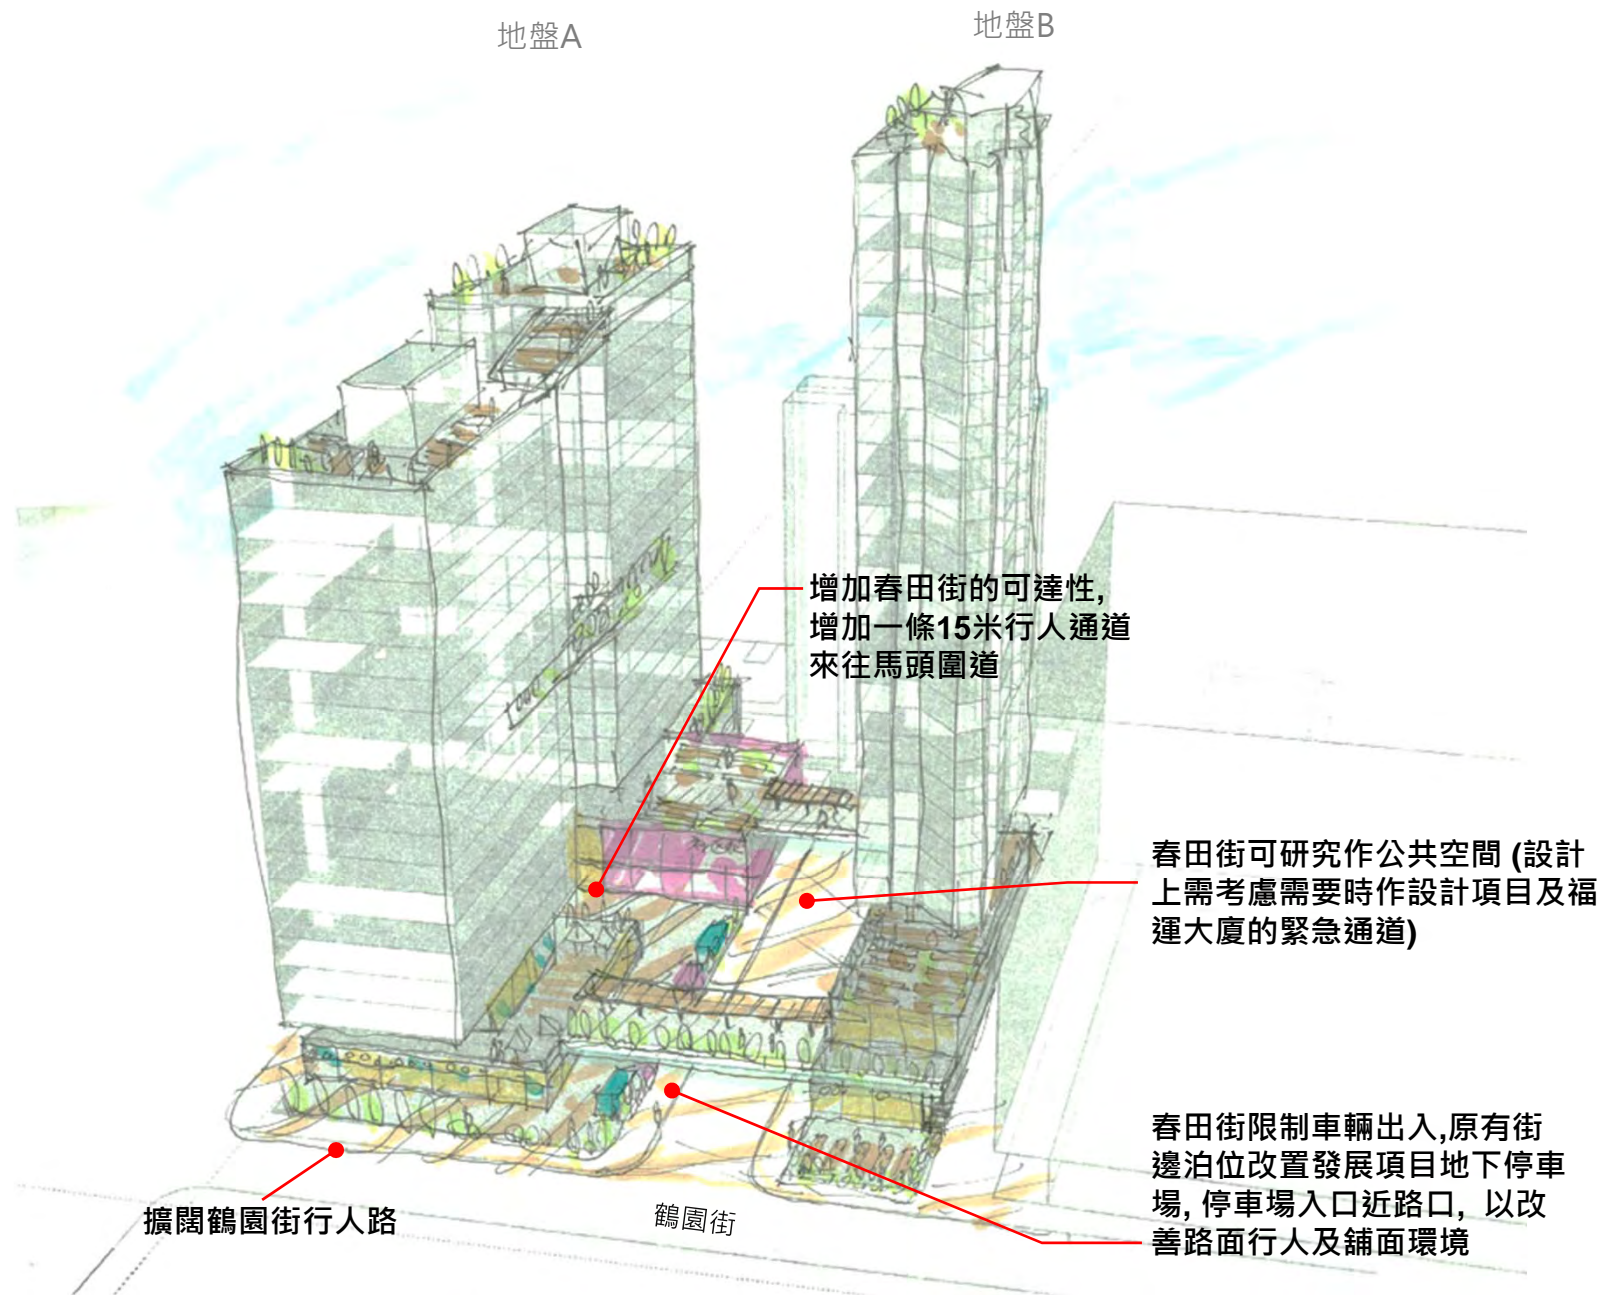 地盤A
地盤B
增加春田街的可達性,
增加一條15米行人通道
來往馬頭圍道
春田街可研究作公共空間 (設計
上需考慮需要時作設計項目及福
運大廈的緊急通道)
春田街限制車輛出入,原有街
邊泊位改置發展項目地下停車
場, 停車場入口近路口, 以改
善路面行人及舖面環境
擴闊鶴園街行人路
鶴園街